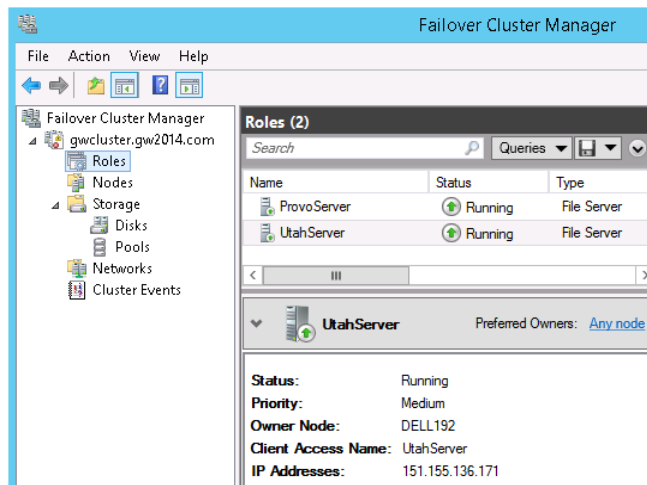 Failover Cluster Manager
File Action View Help
Failover Cluster Manager
gwcluster.gw2014.com
Roles
Nodes
Storage
Disks
Pools
Networks
Cluster Events
Roles (2)
Search Queries
Name Status Type
ProvoServer Running File Server
UtahServer Running File Server
UtahServer Preferred Owners: Any node
Status: Running
Priority: Medium
Owner Node: DELL192
Client Access Name: UtahServer
IP Addresses: 151.155.136.171